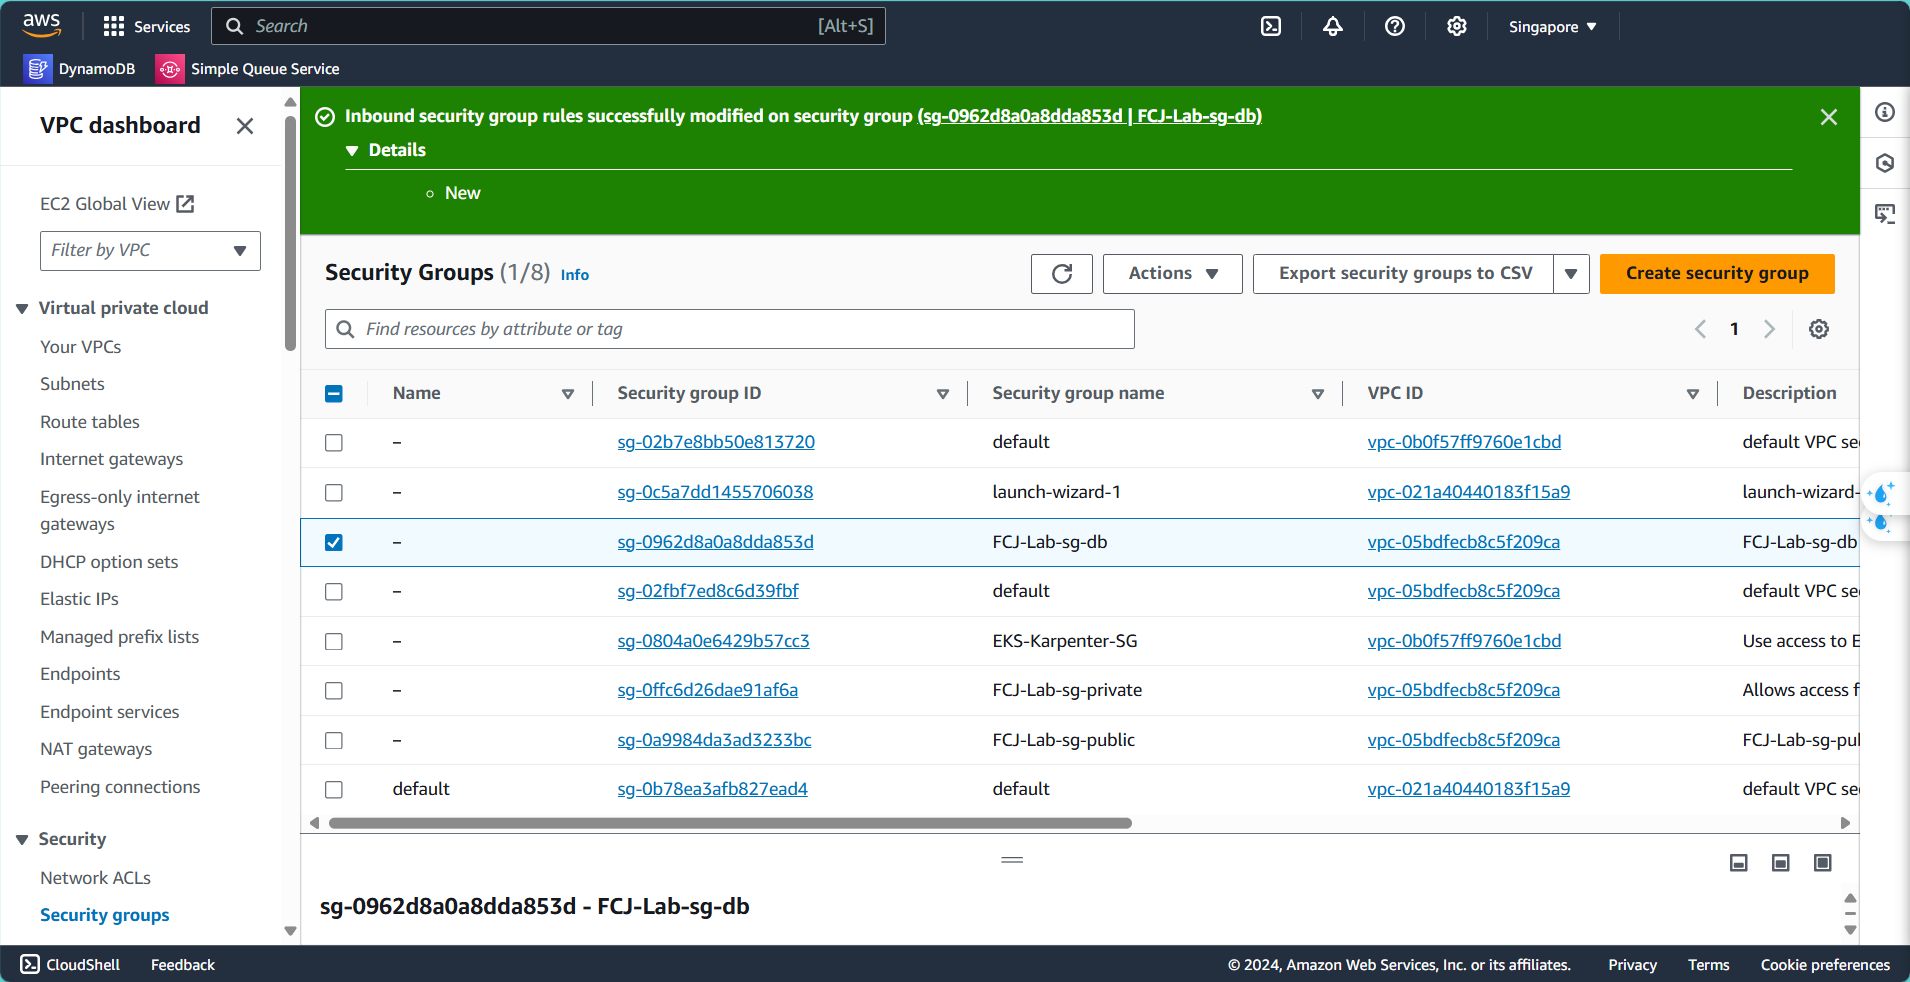 aws
Services
Search
[Alt+S]
Singapore
DynamoDB
Simple Queue Service
VPC dashboard
EC2 Global View
Filter by VPC
Virtual private cloud
Your VPCs
Subnets
Route tables
Internet gateways
Egress-only internet
gateways
DHCP option sets
Elastic IPs
Managed prefix lists
Endpoints
Endpoint services
NAT gateways
Peering connections
Security
Network ACLs
Security groups
Inbound security group rules successfully modified on security group (sg-0962d8a0a8dda853d | FCJ-Lab-sg-db)
Details
New
Security Groups (1/8) Info
Actions
Export security groups to CSV
Create security group
Find resources by attribute or tag
1
Name Security group ID Security group name VPC ID Description
– sg-02b7e8bb50e813720 default vpc-0b0f57ff9760e1cbd default VPC se
– sg-0c5a7dd1455706038 launch-wizard-1 vpc-021a40440183f15a9 launch-wizard-
– sg-0962d8a0a8dda853d FCJ-Lab-sg-db vpc-05bdfecb8c5f209ca FCJ-Lab-sg-db
– sg-02fbf7ed8c6d39fbf default vpc-05bdfecb8c5f209ca default VPC se
– sg-0804a0e6429b57cc3 EKS-Karpenter-SG vpc-0b0f57ff9760e1cbd Use access to E
– sg-0ffc6d26dae91af6a FCJ-Lab-sg-private vpc-05bdfecb8c5f209ca Allows access f
– sg-0a9984da3ad3233bc FCJ-Lab-sg-public vpc-05bdfecb8c5f209ca FCJ-Lab-sg-pu
default sg-0b78ea3afb827ead4 default vpc-021a40440183f15a9 default VPC se
sg-0962d8a0a8dda853d - FCJ-Lab-sg-db
CloudShell
Feedback
© 2024, Amazon Web Services, Inc. or its affiliates.
Privacy
Terms
Cookie preferences